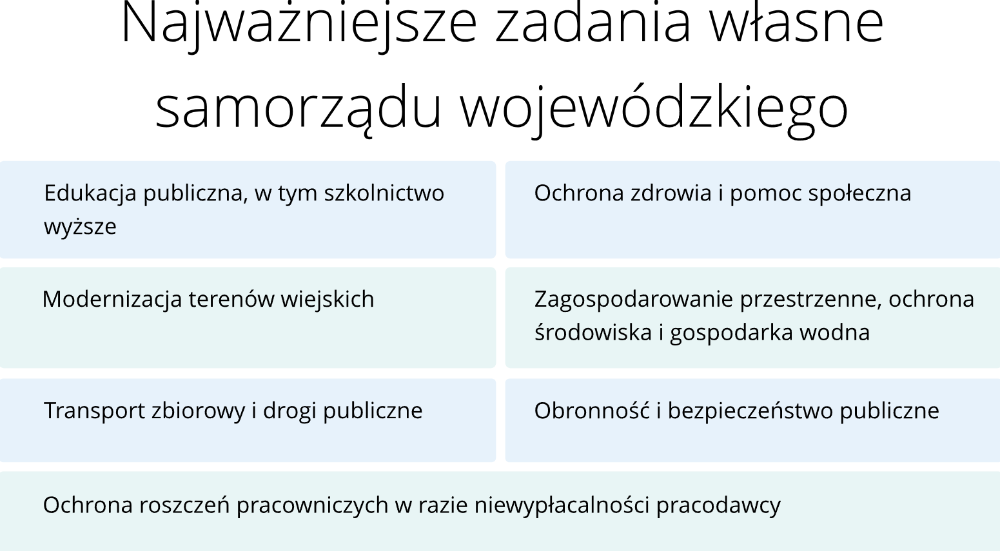 Najważniejsze zadania własne
samorządu wojewódzkiego
Edukacja publiczna, w tym szkolnictwo
wyższe
Ochrona zdrowia i pomoc społeczna
Modernizacja terenów wiejskich
Zagospodarowanie przestrzenne, ochrona
środowiska i gospodarka wodna
Transport zbiorowy i drogi publiczne
Obronność i bezpieczeństwo publiczne
Ochrona roszczeń pracowniczych w razie niewypłacalności pracodawcy